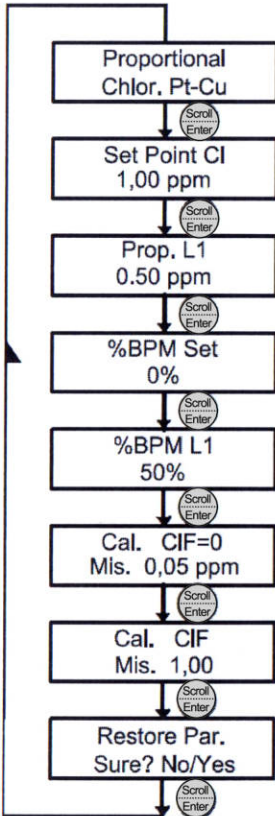 Proportional
Chlor. Pt-Cu
Scroll
Enter
Set Point Cl
1,00 ppm
Scroll
Enter
Prop. L1
0.50 ppm
Scroll
Enter
%BPM Set
0%
Scroll
Enter
%BPM L1
50%
Scroll
Enter
Cal. ClF=0
Mis. 0,05 ppm
Scroll
Enter
Cal. ClF
Mis. 1,00
Scroll
Enter
Restore Par.
Sure? No/Yes
Scroll
Enter